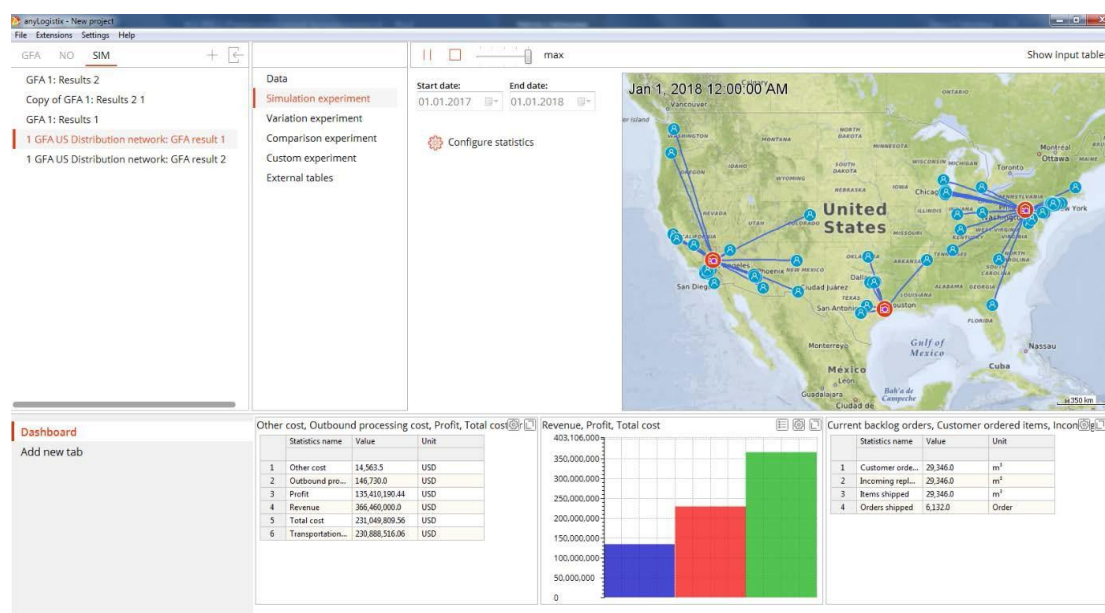 anyLogistix - New project
File Extensions Settings Help
GFA NO SIM
max
Show input tables
GFA 1: Results 2
Copy of GFA 1: Results 2 1
GFA 1: Results 1
1 GFA US Distribution network: GFA result 1
1 GFA US Distribution network: GFA result 2
Data
Simulation experiment
Variation experiment
Comparison experiment
Custom experiment
External tables
Start date: End date:
01.01.2017 01.01.2018
Configure statistics
Jan 1, 2018 12:00:00 AM
Calgary
Vancouver
ONTARIO
WASHINGTON
MONTANA
NORTH DAKOTA
MINNESOTA
Montréal
Ottawa MAINE
Toronto
OREGON
IDAHO
SOUTH DAKOTA
WISCONSIN MICHIGAN
WYOMING
NEBRASKA
IOWA
PENNSYLVANIA
New York
NEVADA
UTAH
COLORADO
United
States
MISSOURI
KENTUCKY
ARKANSAS
NORTH CAROLINA
SOUTH CAROLINA
San Diego
Phoenix NEW MEXICO
Ciudad Juárez
TEXAS
LOUISIANA
ALABAMA GEORGIA
San Antonio
FLORIDA
Monterrey
Gulf of
Mexico
Nassau
México
Cuba
León
Guadalajara
Bah'a de
Campeche
Ciudad de
350 km
Dashboard
Add new tab
Other cost, Outbound processing cost, Profit, Total cost
Statistics name Value Unit
1 Other cost 14,563.5 USD
2 Outbound pro... 146,730.0 USD
3 Profit 135,410,190.44 USD
4 Revenue 366,460,000.0 USD
5 Total cost 231,049,809.56 USD
6 Transportation... 230,888,516.06 USD
Revenue, Profit, Total cost
403,106,000
350,000,000
300,000,000
250,000,000
200,000,000
150,000,000
100,000,000
50,000,000
0
Current backlog orders, Customer ordered items,
Statistics name Value Unit
1 Customer orde... 29,346.0 m³
2 Incoming repl... 29,346.0 m³
3 Items shipped 29,346.0 m³
4 Orders shipped 6,132.0 Order